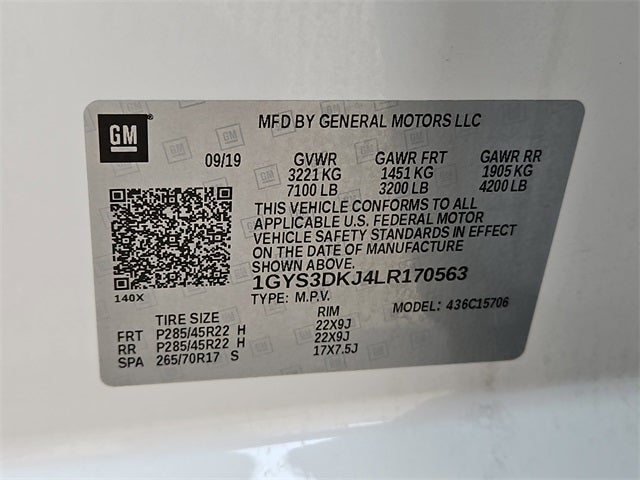 GM
MFD BY GENERAL MOTORS LLC
09/19 GVWR GAWR FRT GAWR RR
3221 KG 1451 KG 1905 KG
7100 LB 3200 LB 4200 LB
THIS VEHICLE CONFORMS TO ALL
APPLICABLE U.S. FEDERAL MOTOR
VEHICLE SAFETY STANDARDS IN EFFECT
ON THE DATE OF MANUFACTURE
SHOWN ABOVE.
1GYS3DKJ4LR170563
140X
TYPE: M.P.V. MODEL: 436C15706
TIRE SIZE RIM
FRT P285/45R22 H 22X9J
RR P285/45R22 H 22X9J
SPA 265/70R17 S 17X7.5J